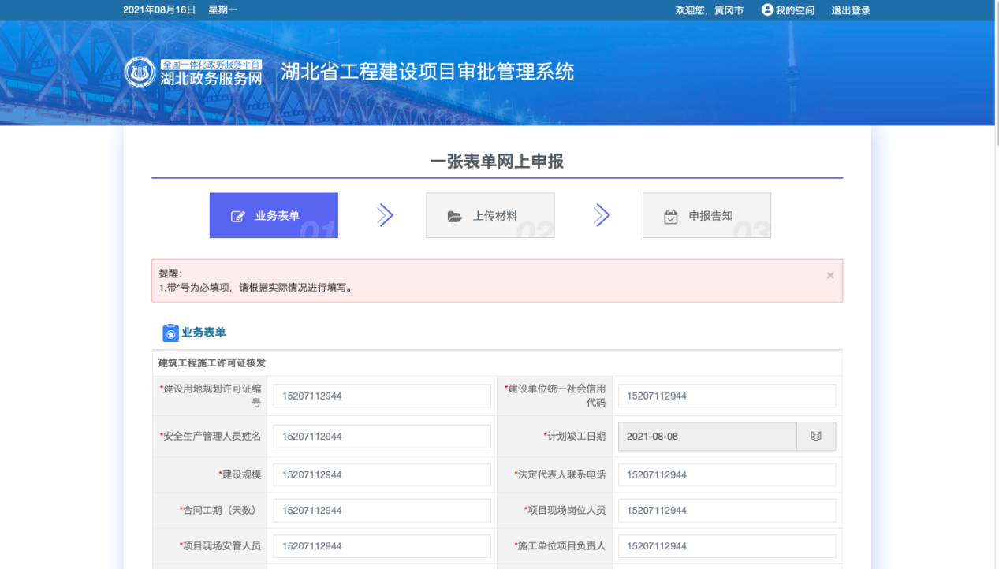 2021年08月16日 星期一 欢迎您，黄冈市 我的空间 退出登录
全国一体化政务服务平台
湖北政务服务网 湖北省工程建设项目审批管理系统
一张表单网上申报
业务表单 01 上传材料 02 申报告知 03
提醒：
1.带*号为必填项，请根据实际情况进行填写。
×
业务表单
建筑工程施工许可证核发
*建设用地规划许可证编号 15207112944 *建设单位统一社会信用代码 15207112944
*安全生产管理人员姓名 15207112944 *计划竣工日期 2021-08-08
*建设规模 15207112944 *法定代表人联系电话 15207112944
*合同工期（天数） 15207112944 *项目现场岗位人员 15207112944
*项目现场安管人员 15207112944 *施工单位项目负责人 15207112944